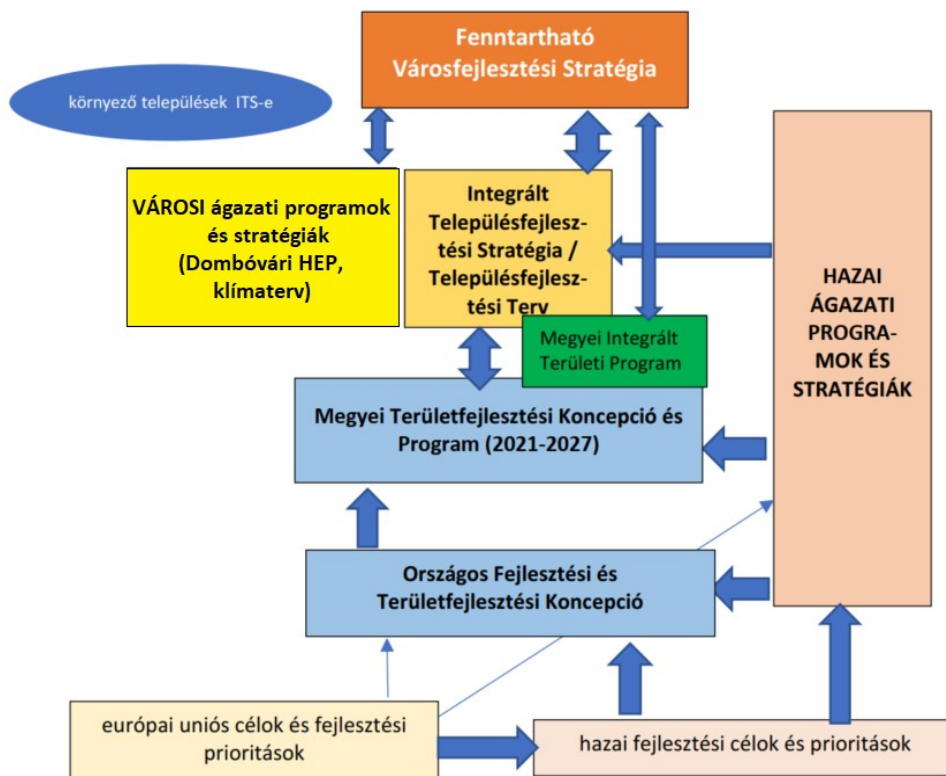 Fenntartható
Városfejlesztési Stratégia
környező települések ITS-e
VÁROSI ágazati programok
és stratégiák
(Dombóvári HEP,
klímaterv)
Integrált
Településfejlesz-
tési Stratégia /
Településfejlesz-
tési Terv
HAZAI
ÁGAZATI
PROGRA-
MOK ÉS
STRATÉGIÁK
Megyei Integrált
Területi Program
Megyei Területfejlesztési Koncepció és
Program (2021-2027)
Országos Fejlesztési és
Területfejlesztési Koncepció
európai uniós célok és fejlesztési
prioritások
hazai fejlesztési célok és prioritások